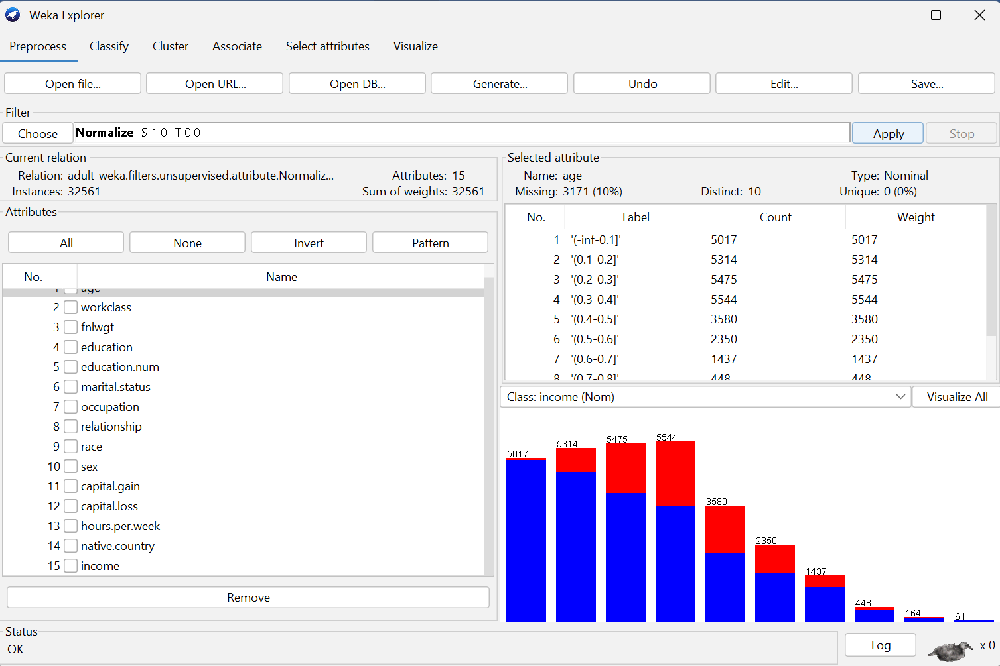 Weka Explorer
Preprocess Classify Cluster Associate Select attributes Visualize
Open file... Open URL... Open DB... Generate... Undo Edit... Save...
Filter
Choose Normalize -S 1.0 -T 0.0 Apply Stop
Current relation
Relation: adult-weka.filters.unsupervised.attribute.Normaliz... Attributes: 15
Instances: 32561 Sum of weights: 32561
Attributes
All None Invert Pattern
No. Name
1 age
2 workclass
3 fnlwgt
4 education
5 education.num
6 marital.status
7 occupation
8 relationship
9 race
10 sex
11 capital.gain
12 capital.loss
13 hours.per.week
14 native.country
15 income
Remove
Selected attribute
Name: age Type: Nominal
Missing: 3171 (10%) Distinct: 10 Unique: 0 (0%)
No. Label Count Weight
1 '(-inf-0.1]' 5017 5017
2 '(0.1-0.2]' 5314 5314
3 '(0.2-0.3]' 5475 5475
4 '(0.3-0.4]' 5544 5544
5 '(0.4-0.5]' 3580 3580
6 '(0.5-0.6]' 2350 2350
7 '(0.6-0.7]' 1437 1437
8 '(0.7-0.8]' 448 448
Class: income (Nom) Visualize All
5017
5314
5475
5544
3580
2350
1437
448
164
61
Status
OK
Log x 0